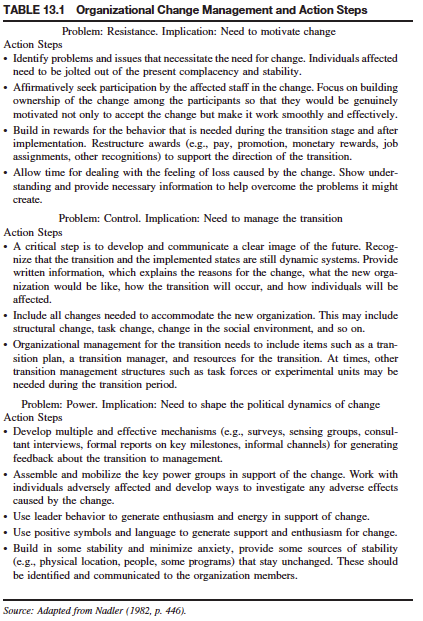 TABLE 13.1 Organizational Change Management and Action Steps
Problem: Resistance. Implication: Need to motivate change
Action Steps
• Identify problems and issues that necessitate the need for change. Individuals affected
need to be jolted out of the present complacency and stability.
• Affirmatively seek participation by the affected staff in the change. Focus on building
ownership of the change among the participants so that they would be genuinely
motivated not only to accept the change but make it work smoothly and effectively.
• Build in rewards for the behavior that is needed during the transition stage and after
implementation. Restructure awards (e.g., pay, promotion, monetary rewards, job
assignments, other recognitions) to support the direction of the transition.
• Allow time for dealing with the feeling of loss caused by the change. Show under-
standing and provide necessary information to help overcome the problems it might
create.
Problem: Control. Implication: Need to manage the transition
Action Steps
• A critical step is to develop and communicate a clear image of the future. Recog-
nize that the transition and the implemented states are still dynamic systems. Provide
written information, which explains the reasons for the change, what the new orga-
nization would be like, how the transition will occur, and how individuals will be
affected.
• Include all changes needed to accommodate the new organization. This may include
structural change, task change, change in the social environment, and so on.
• Organizational management for the transition needs to include items such as a tran-
sition plan, a transition manager, and resources for the transition. At times, other
transition management structures such as task forces or experimental units may be
needed during the transition period.
Problem: Power. Implication: Need to shape the political dynamics of change
Action Steps
• Develop multiple and effective mechanisms (e.g., surveys, sensing groups, consul-
tant interviews, formal reports on key milestones, informal channels) for generating
feedback about the transition to management.
• Assemble and mobilize the key power groups in support of the change. Work with
individuals adversely affected and develop ways to investigate any adverse effects
caused by the change.
• Use leader behavior to generate enthusiasm and energy in support of change.
• Use positive symbols and language to generate support and enthusiasm for change.
• Build in some stability and minimize anxiety, provide some sources of stability
(e.g., physical location, people, some programs) that stay unchanged. These should
be identified and communicated to the organization members.
Source: Adapted from Nadler (1982, p. 446).